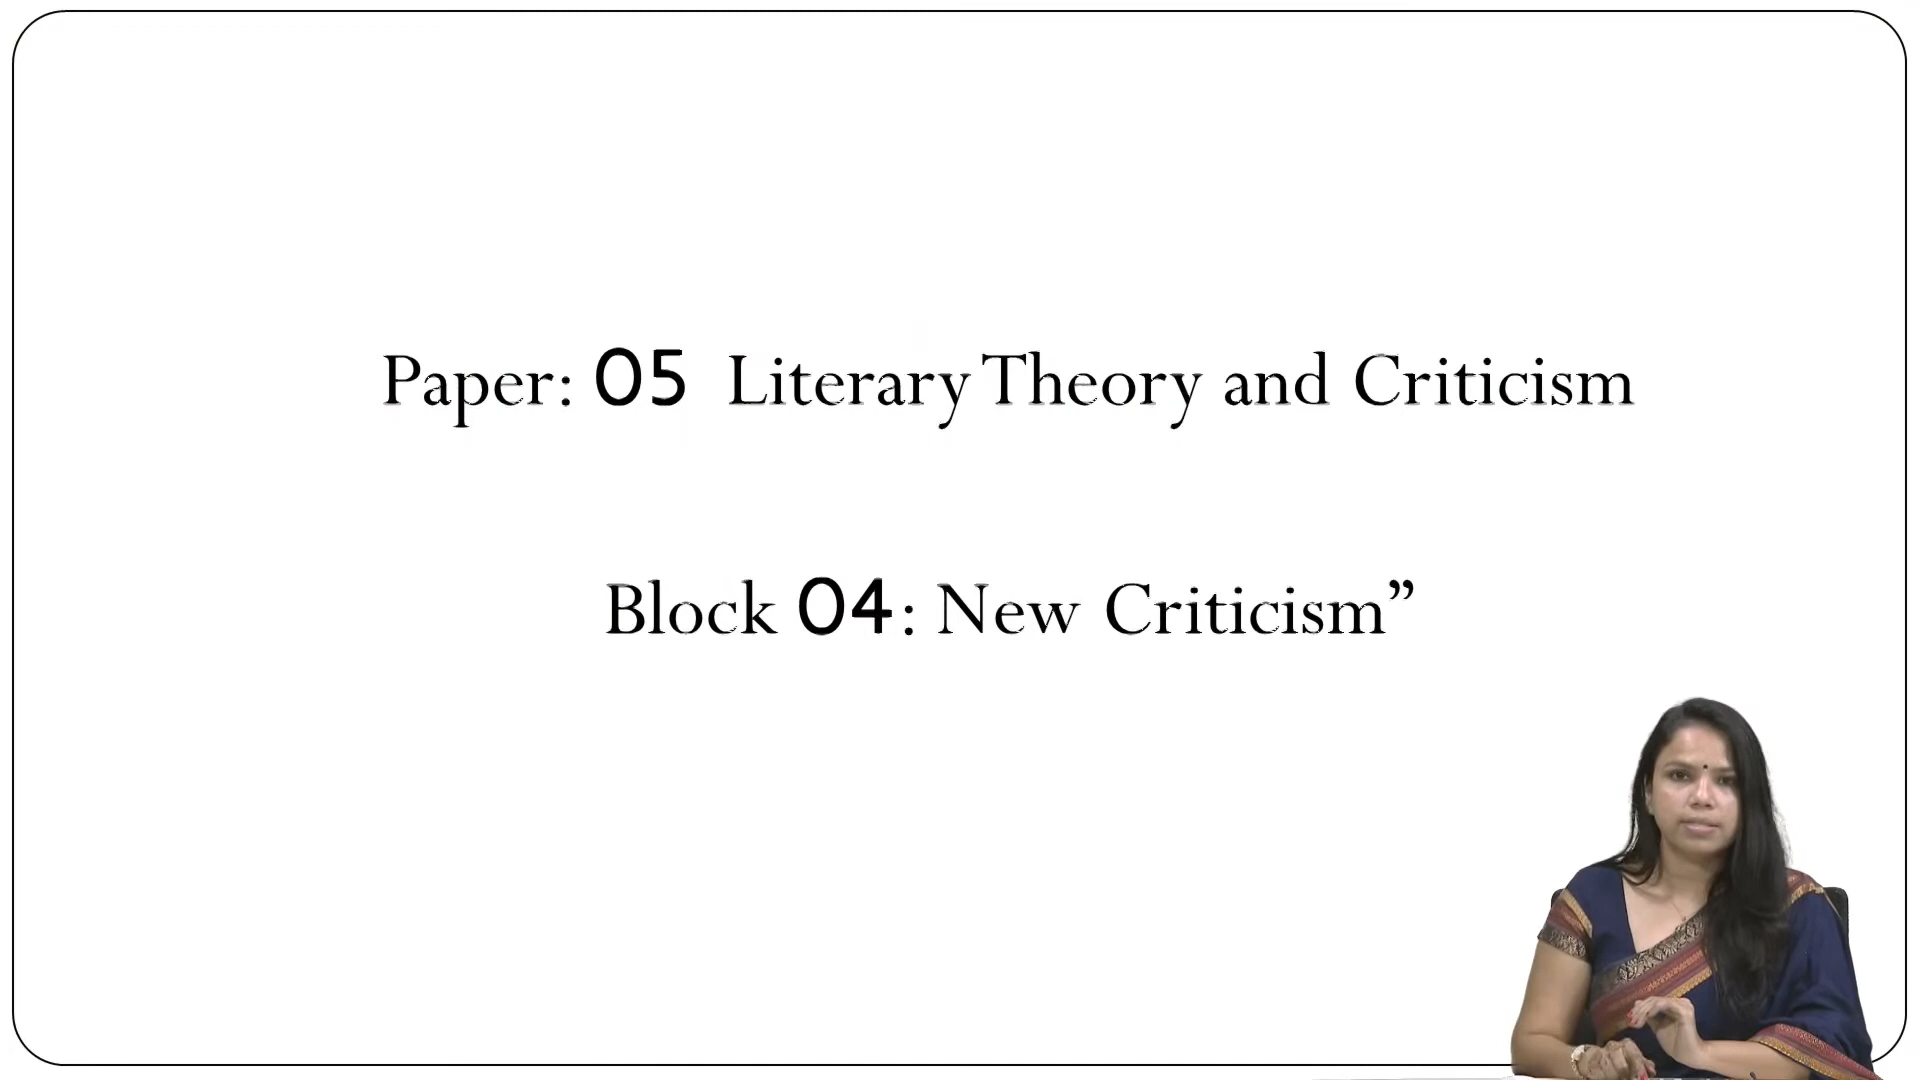 Paper: 05 Literary Theory and Criticism
Block 04: New Criticism”